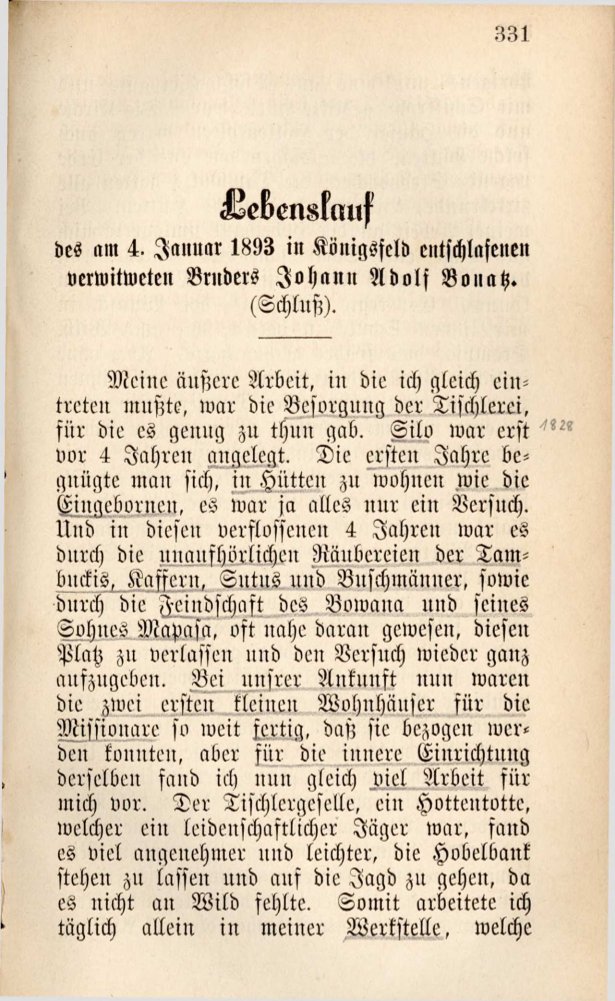 331
Lebenslauf
des am 4. Januar 1893 in Königsfeld entschlafenen
verwitweten Bruders Johann Adolf Bonatz.
(Schluß).
Meine äußere Arbeit, in die ich gleich ein-
treten mußte, war die Besorgung der Tischlerei,
für die es genug zu thun gab. Silo war erst 1828
vor 4 Jahren angelegt. Die ersten Jahre be-
gnügte man sich, in Hütten zu wohnen wie die
Eingebornen, es war ja alles nur ein Versuch.
Und in diesen verflossenen 4 Jahren war es
durch die unaufhörlichen Räubereien der Tam-
buckis, Kaffern, Sutus und Buschmänner, sowie
durch die Feindschaft des Bowana und seines
Sohnes Mapasa, oft nahe daran gewesen, diesen
Platz zu verlassen und den Versuch wieder ganz
aufzugeben. Bei unsrer Ankunft nun waren
die zwei ersten kleinen Wohnhäuser für die
Missionare so weit fertig, daß sie bezogen wer-
den konnten, aber für die innere Einrichtung
derselben fand ich nun gleich viel Arbeit für
mich vor. Der Tischlergeselle, ein Hottentotte,
welcher ein leidenschaftlicher Jäger war, fand
es viel angenehmer und leichter, die Hobelbank
stehen zu lassen und auf die Jagd zu gehen, da
es nicht an Wild fehlte. Somit arbeitete ich
täglich allein in meiner Werkstelle, welche